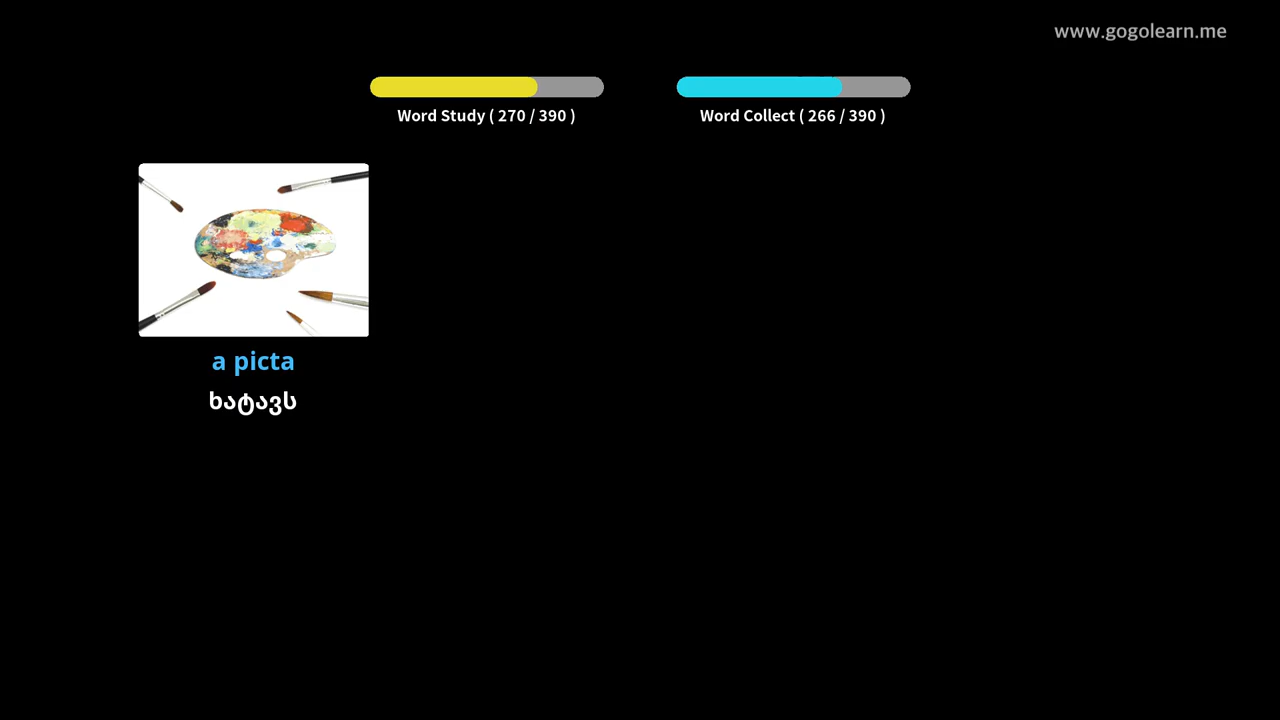 www.gogolearn.me
Word Study ( 270 / 390 )
Word Collect ( 266 / 390 )
a picta
ხატავს